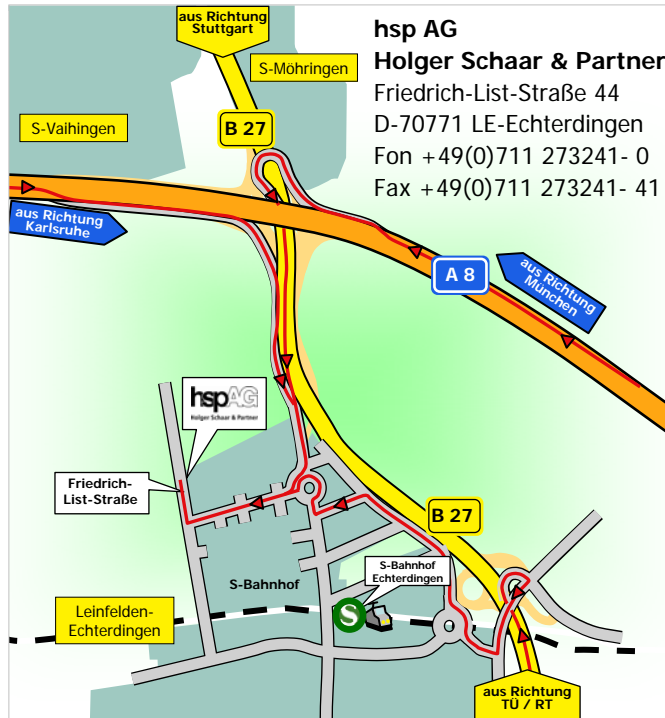 hsp AG
Holger Schaar & Partner
Friedrich-List-Straße 44
D-70771 LE-Echterdingen
Fon +49(0)711 273241- 0
Fax +49(0)711 273241- 41
aus Richtung
Stuttgart
S-Möhringen
S-Vaihingen
B 27
aus Richtung
Karlsruhe
A 8
aus Richtung
München
hspAG
Holger Schaar & Partner
Friedrich-
List-Straße
B 27
S-Bahnhof
Echterdingen
S-Bahnhof
S
Leinfelden-
Echterdingen
aus Richtung
TÜ / RT